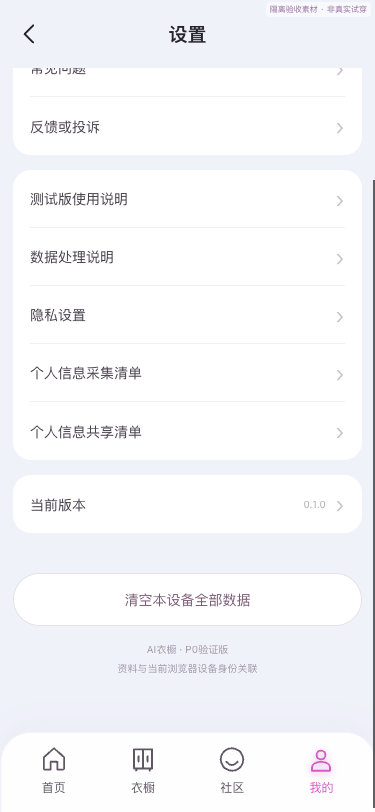 隔离验收素材 · 非真实试穿
设置
常见问题
反馈或投诉
测试版使用说明
数据处理说明
隐私设置
个人信息采集清单
个人信息共享清单
当前版本 0.1.0
清空本设备全部数据
AI衣橱 · P0验证版
资料与当前浏览器设备身份关联
首页 衣橱 社区 我的